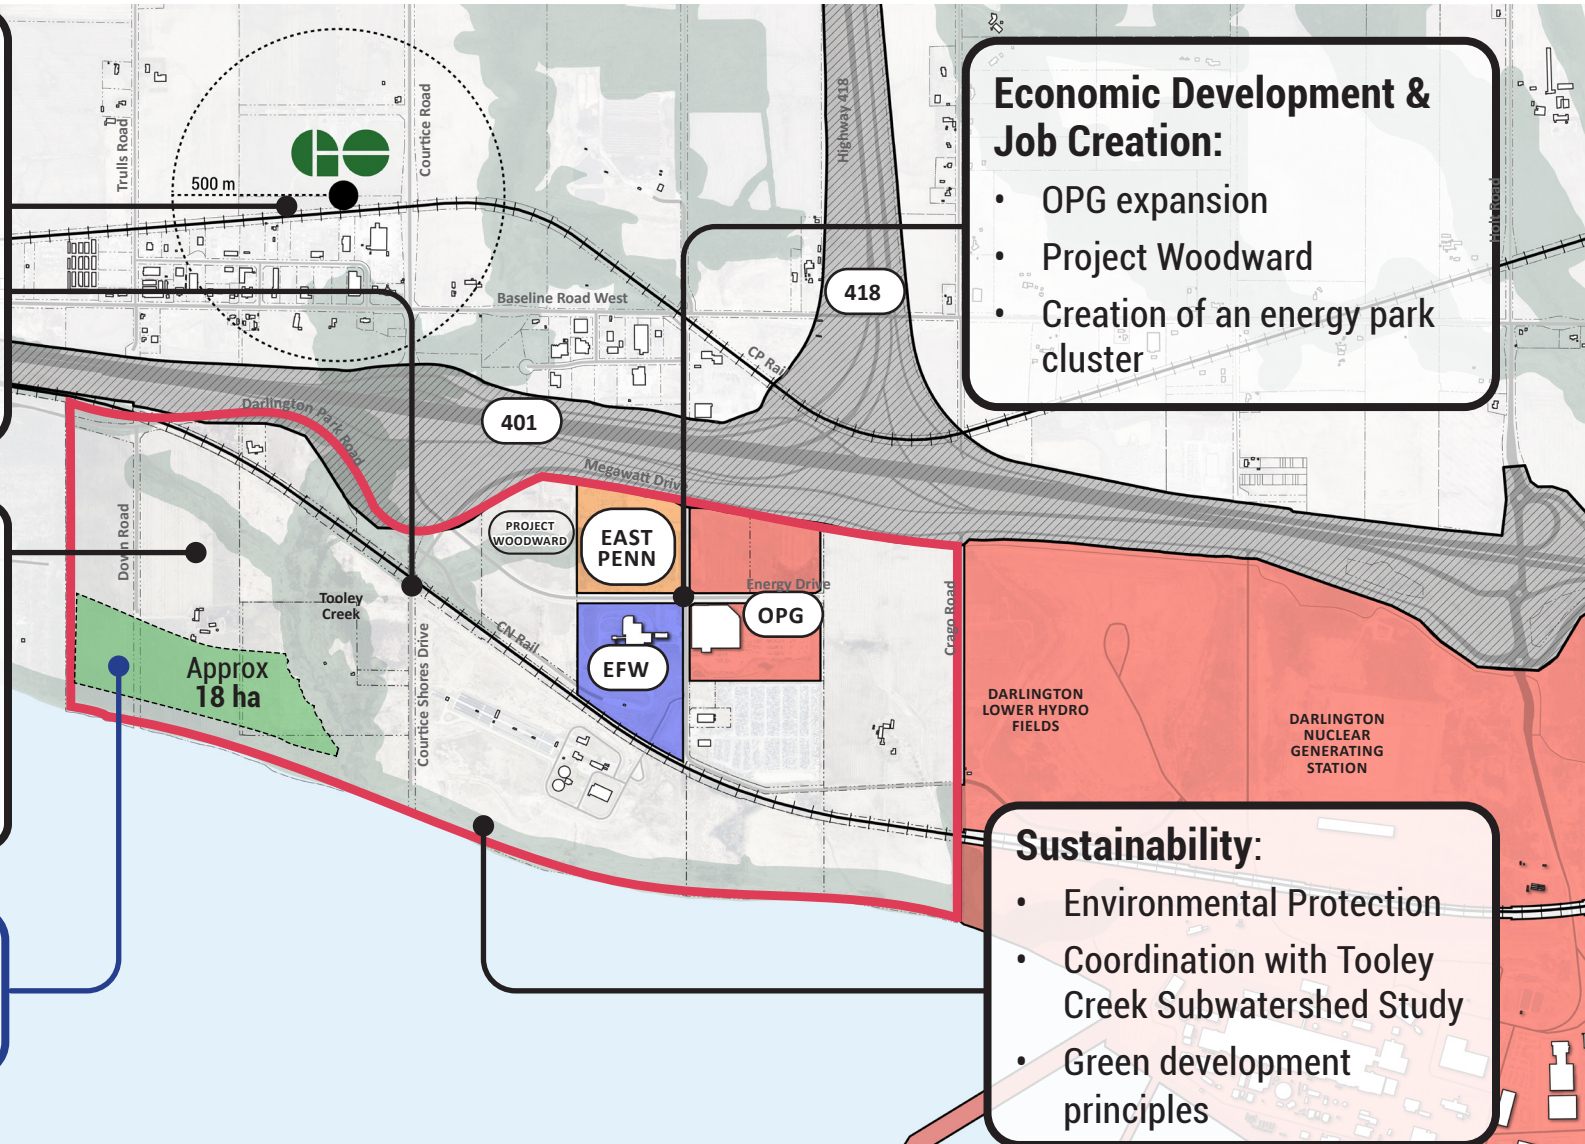 Economic Development &
Job Creation:
• OPG expansion
• Project Woodward
• Creation of an energy park
cluster
Trulls Road
GO
500 m
Courtice Road
Highway 418
Holt Road
418
Baseline Road West
CP Rail
401
Darlington Park Road
Megawatt Drive
PROJECT
WOODWARD
EAST
PENN
Down Road
Energy Drive
OPG
Tooley
Creek
CN Rail
EFW
Crago Road
Courtice Shores Drive
Approx
18 ha
DARLINGTON
LOWER HYDRO
FIELDS
DARLINGTON
NUCLEAR
GENERATING
STATION
Sustainability:
• Environmental Protection
• Coordination with Tooley
Creek Subwatershed Study
• Green development
principles